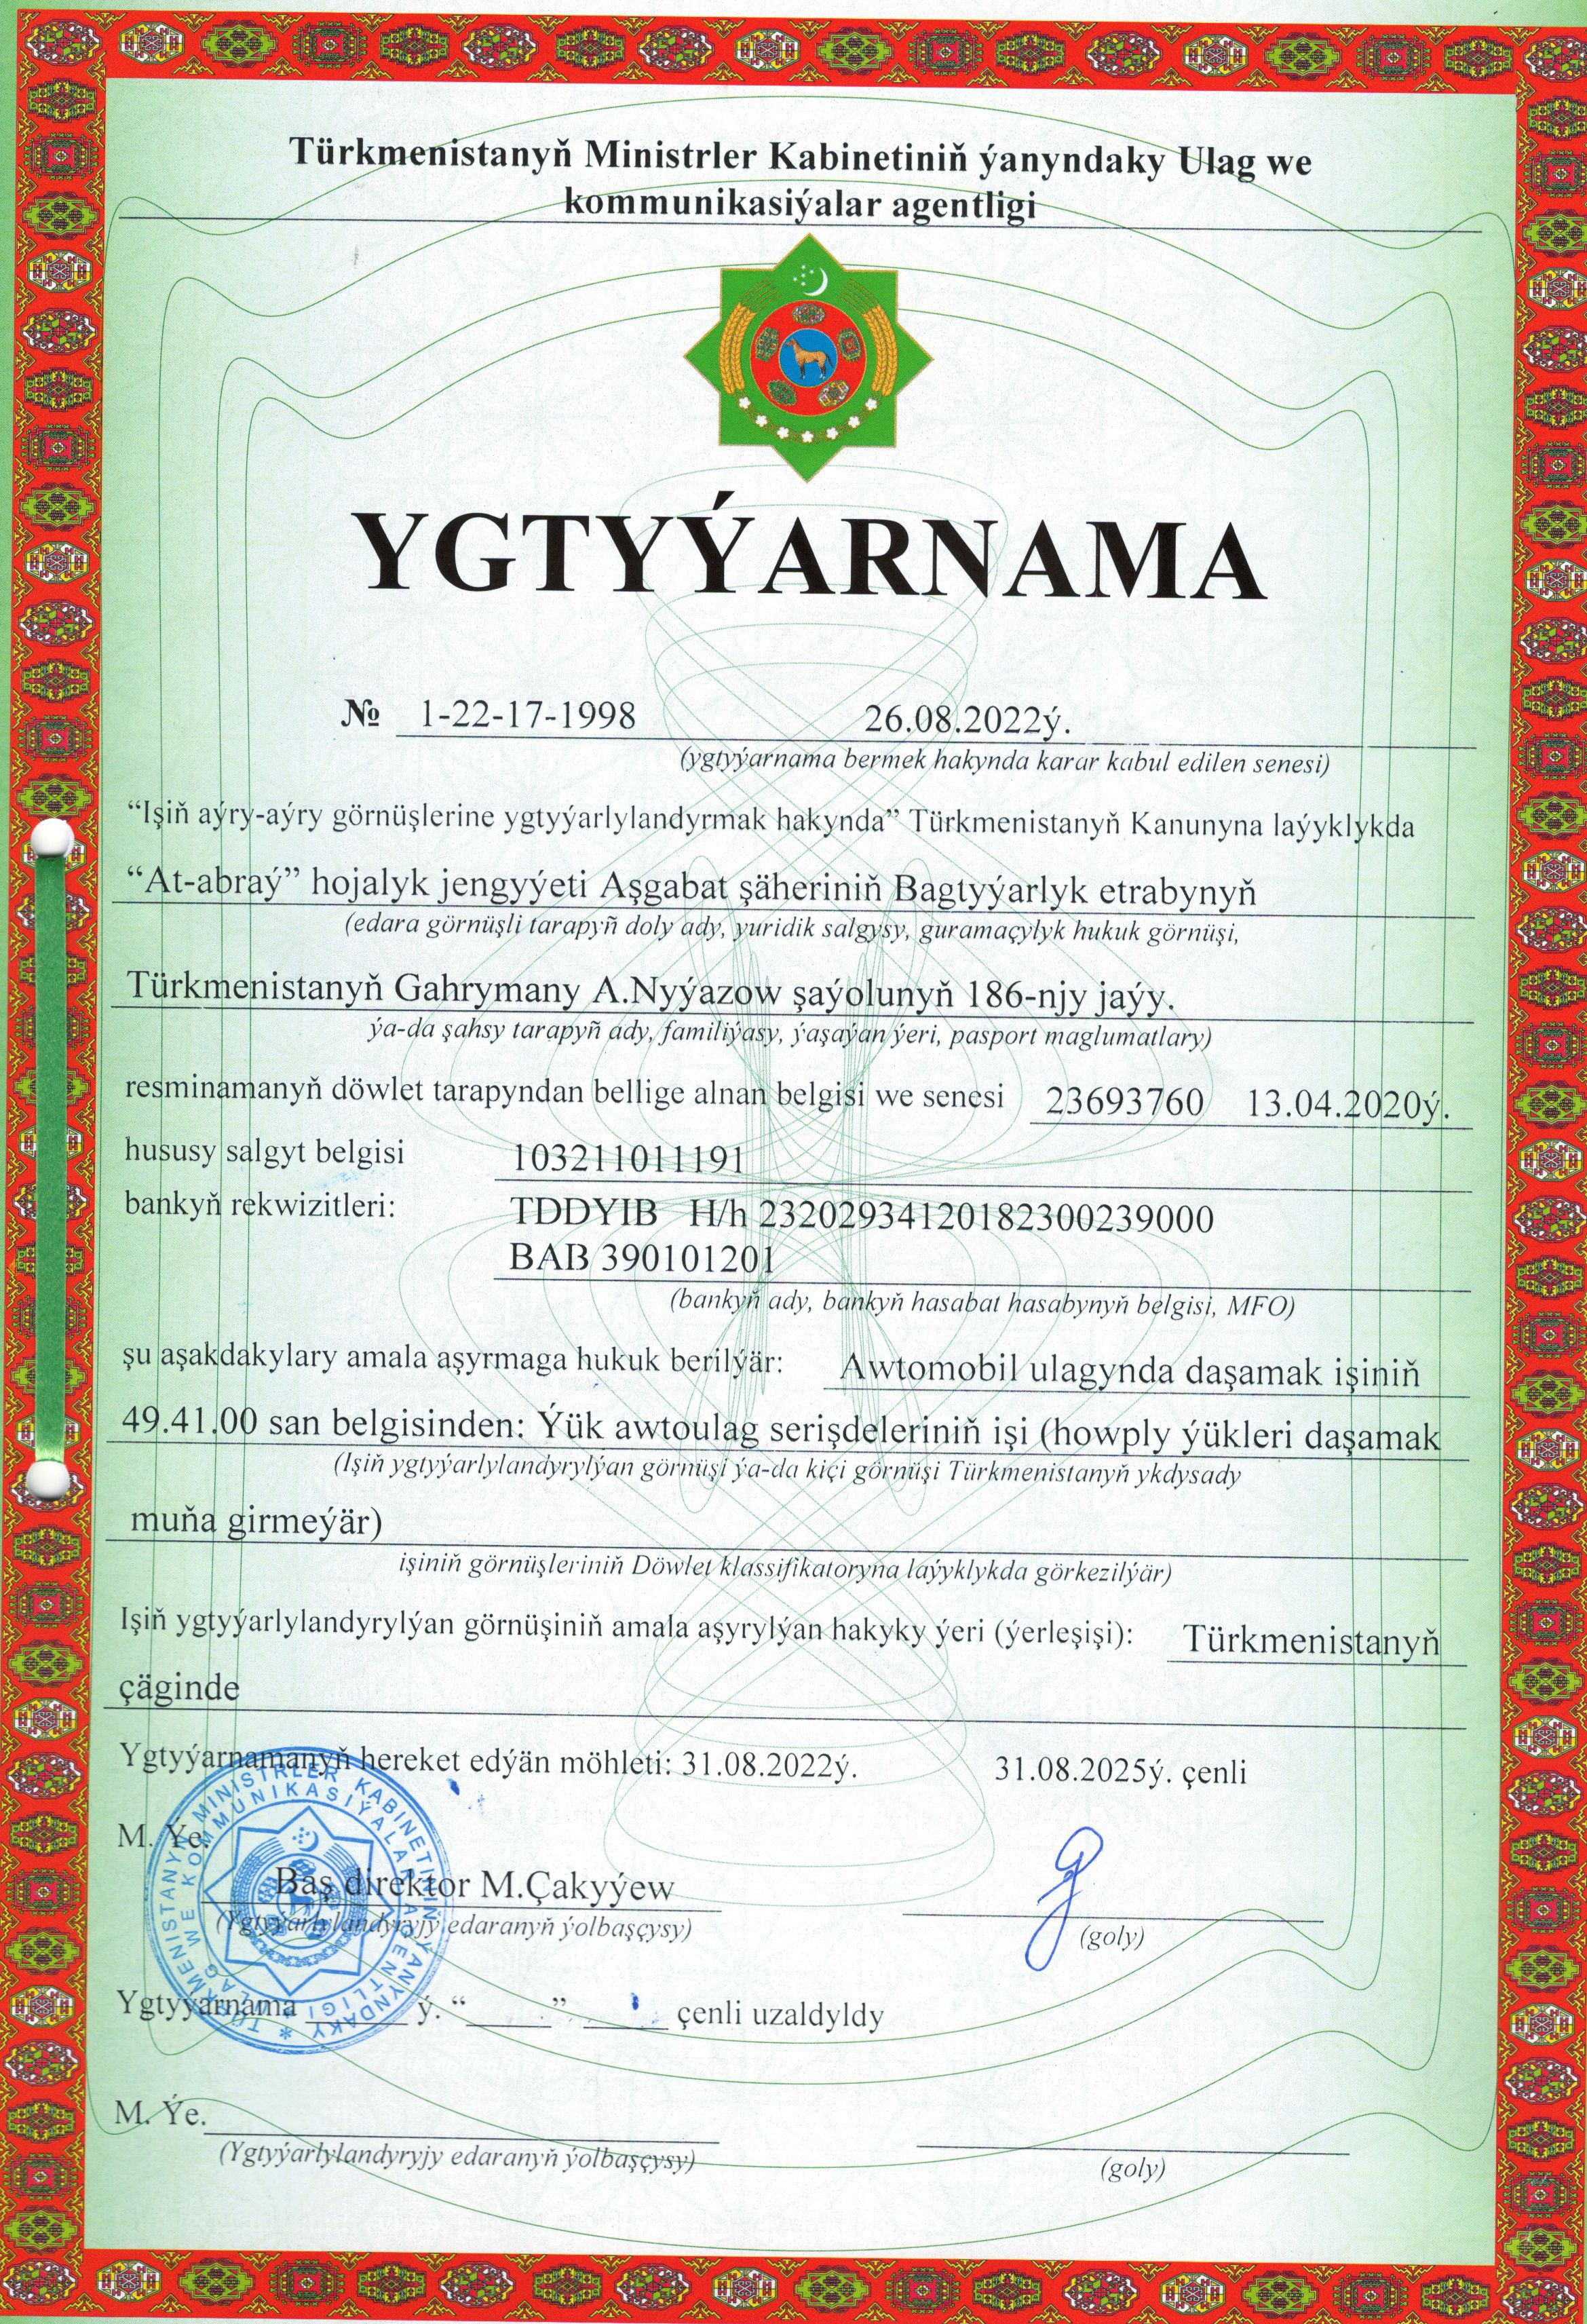 Türkmenistanyň Ministrler Kabinetiniň ýanyndaky Ulag we
kommunikasiýalar agentligi
YGTYÝARNAMA
№ 1-22-17-1998 26.08.2022ý.
(ygtyýarnama bermek hakynda karar kabul edilen senesi)
“Işiň aýry-aýry görnüşlerine ygtyýarlylandyrmak hakynda” Türkmenistanyň Kanunyna laýyklykda
“At-abraý” hojalyk jengyýeti Aşgabat şäheriniň Bagtyýarlyk etrabynyň
(edara görnüşli tarapyñ doly ady, yuridik salgysy, guramaçylyk hukuk görnüşi,
Türkmenistanyň Gahrymany A.Nyýazow şaýolunyň 186-njy jaýy.
ýa-da şahsy tarapyñ ady, familiýasy, ýaşaýan ýeri, pasport maglumatlary)
resminamanyň döwlet tarapyndan bellige alnan belgisi we senesi 23693760 13.04.2020ý.
hususy salgyt belgisi 103211011191
bankyň rekwizitleri: TDDYIB H/h 23202934120182300239000
BAB 390101201
(bankyň ady, bankyň hasabat hasabynyň belgisi, MFO)
şu aşakdakylary amala aşyrmaga hukuk berilýär: Awtomobil ulagynda daşamak işiniň
49.41.00 san belgisinden: Ýük awtoulag serişdeleriniň işi (howply ýükleri daşamak
(Işiň ygtyýarlylandyrylýan görnüşi ýa-da kiçi görnüşi Türkmenistanyň ykdysady
muňa girmeýär)
işiniň görnüşleriniň Döwlet klassifikatoryna laýyklykda görkezilýär)
Işiň ygtyýarlylandyrylýan görnüşiniň amala aşyrylýan hakyky ýeri (ýerleşişi): Türkmenistanyň
çäginde
Ygtyýarnamanyň hereket edýän möhleti: 31.08.2022ý. 31.08.2025ý. çenli
M. Ýe.
Baş direktor M.Çakyýew
(Ygtyýarlylandyryjy edaranyň ýolbaşçysy) (goly)
TÜRKMENISTANYŇ MINISTRLER KABINETINIŇ ÝANYNDAKY
ULAG WE KOMMUNIKASIÝALAR AGENTLIGI
Ygtyýarnama ______ ý. “_____” _____ çenli uzaldyldy
M. Ýe.
(Ygtyýarlylandyryjy edaranyň ýolbaşçysy) (goly)